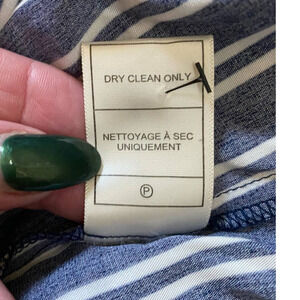 DRY CLEAN ONLY
NETTOYAGE À SEC
UNIQUEMENT
P